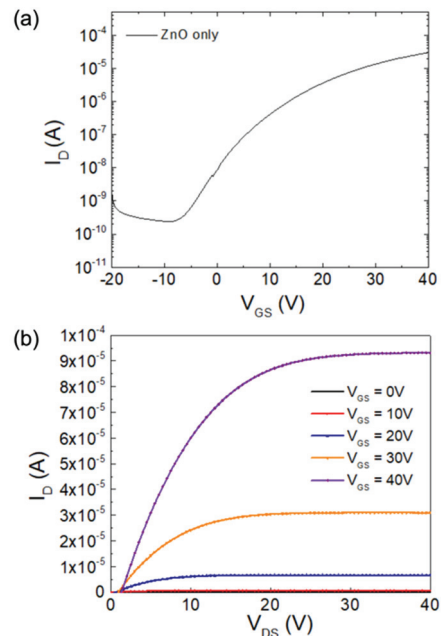 (a)
ZnO only
10⁻⁴
10⁻⁵
10⁻⁶
10⁻⁷
10⁻⁸
10⁻⁹
10⁻¹⁰
10⁻¹¹
I_D (A)
-20 -10 0 10 20 30 40
V_GS (V)
(b)
1x10⁻⁴
9x10⁻⁵
8x10⁻⁵
7x10⁻⁵
6x10⁻⁵
5x10⁻⁵
4x10⁻⁵
3x10⁻⁵
2x10⁻⁵
1x10⁻⁵
0
I_D (A)
V_GS = 0V
V_GS = 10V
V_GS = 20V
V_GS = 30V
V_GS = 40V
0 10 20 30 40
V_DS (V)